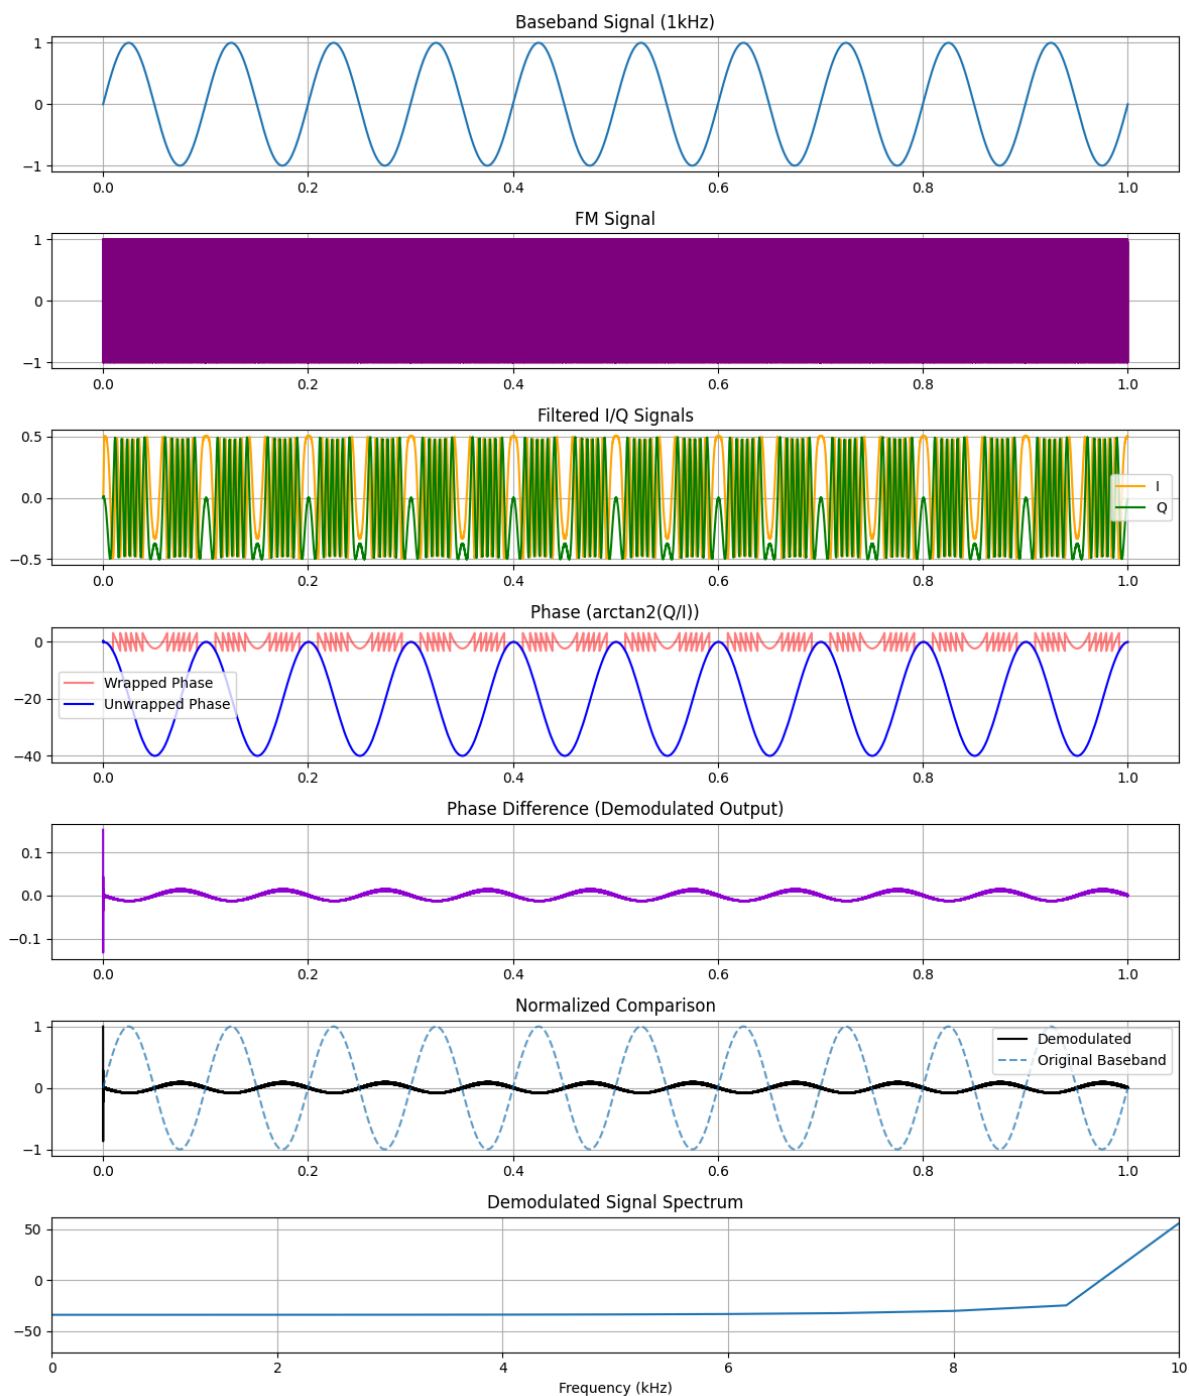 Baseband Signal (1kHz)
1
0
−1
0.0 0.2 0.4 0.6 0.8 1.0
FM Signal
1
0
−1
0.0 0.2 0.4 0.6 0.8 1.0
Filtered I/Q Signals
0.5
0.0
−0.5
I
Q
0.0 0.2 0.4 0.6 0.8 1.0
Phase (arctan2(Q/I))
0
−20
−40
Wrapped Phase
Unwrapped Phase
0.0 0.2 0.4 0.6 0.8 1.0
Phase Difference (Demodulated Output)
0.1
0.0
−0.1
0.0 0.2 0.4 0.6 0.8 1.0
Normalized Comparison
1
0
−1
Demodulated
Original Baseband
0.0 0.2 0.4 0.6 0.8 1.0
Demodulated Signal Spectrum
50
0
−50
0 2 4 6 8 10
Frequency (kHz)